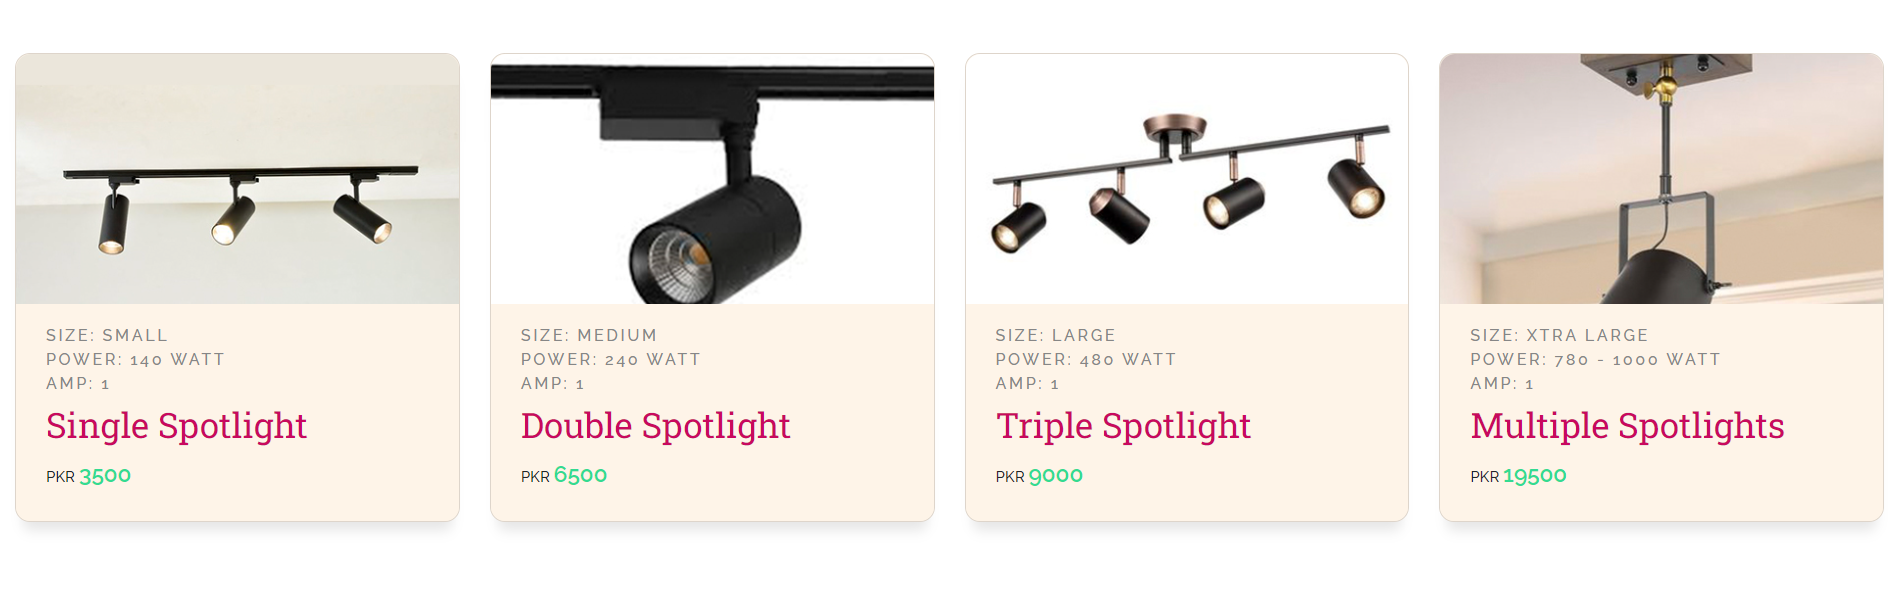 SIZE: SMALL
POWER: 140 WATT
AMP: 1
Single Spotlight
PKR 3500
SIZE: MEDIUM
POWER: 240 WATT
AMP: 1
Double Spotlight
PKR 6500
SIZE: LARGE
POWER: 480 WATT
AMP: 1
Triple Spotlight
PKR 9000
SIZE: XTRA LARGE
POWER: 780 - 1000 WATT
AMP: 1
Multiple Spotlights
PKR 19500